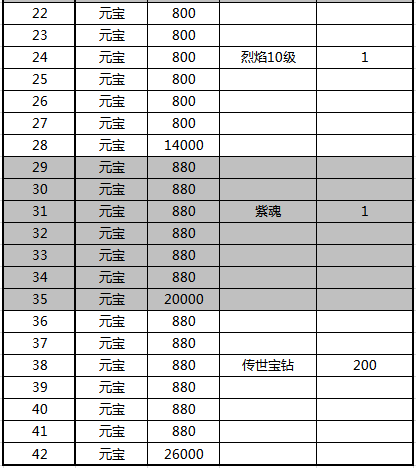 22 元宝 800
23 元宝 800
24 元宝 800 烈焰10级 1
25 元宝 800
26 元宝 800
27 元宝 800
28 元宝 14000
29 元宝 880
30 元宝 880
31 元宝 880 紫魂 1
32 元宝 880
33 元宝 880
34 元宝 880
35 元宝 20000
36 元宝 880
37 元宝 880
38 元宝 880 传世宝钻 200
39 元宝 880
40 元宝 880
41 元宝 880
42 元宝 26000